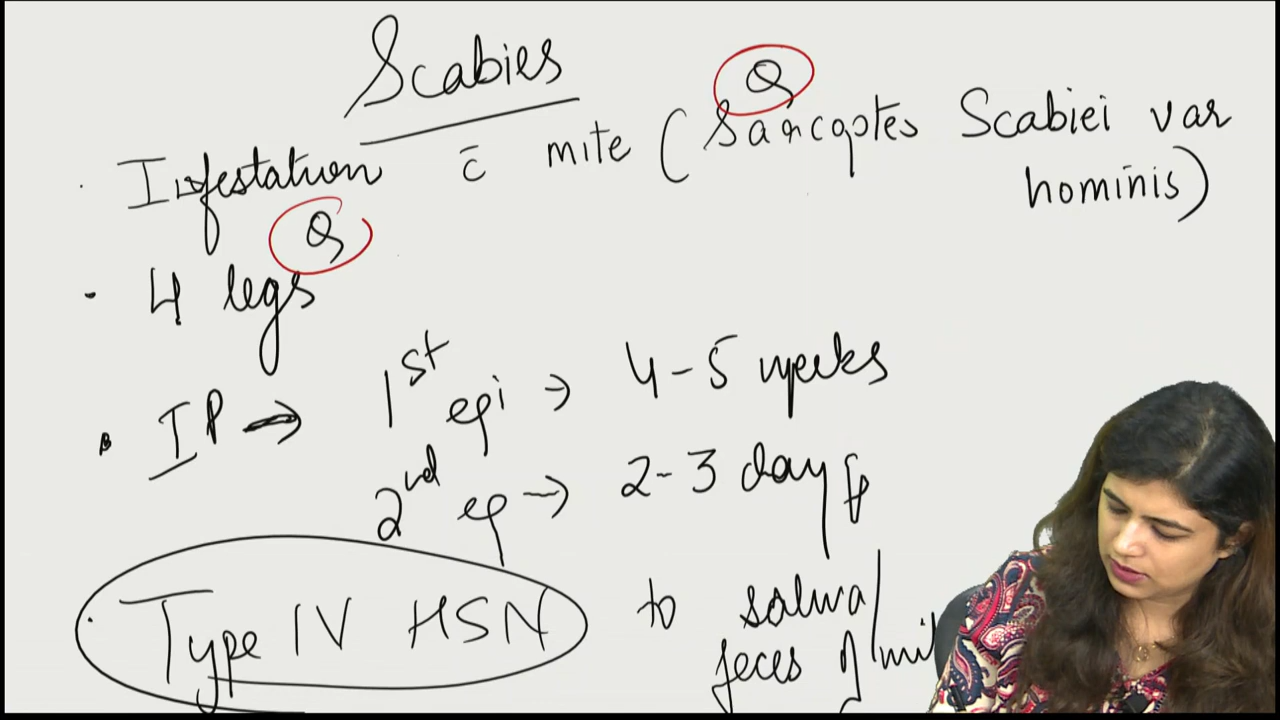 Scabies
Q
· Infestation c̄ mite (Sarcoptes Scabiei var
hominis)
Q
· 4 legs
· IP → 1st epi → 4-5 weeks
2nd ep → 2-3 days
· Type IV HSN to saliva/
feces of mi